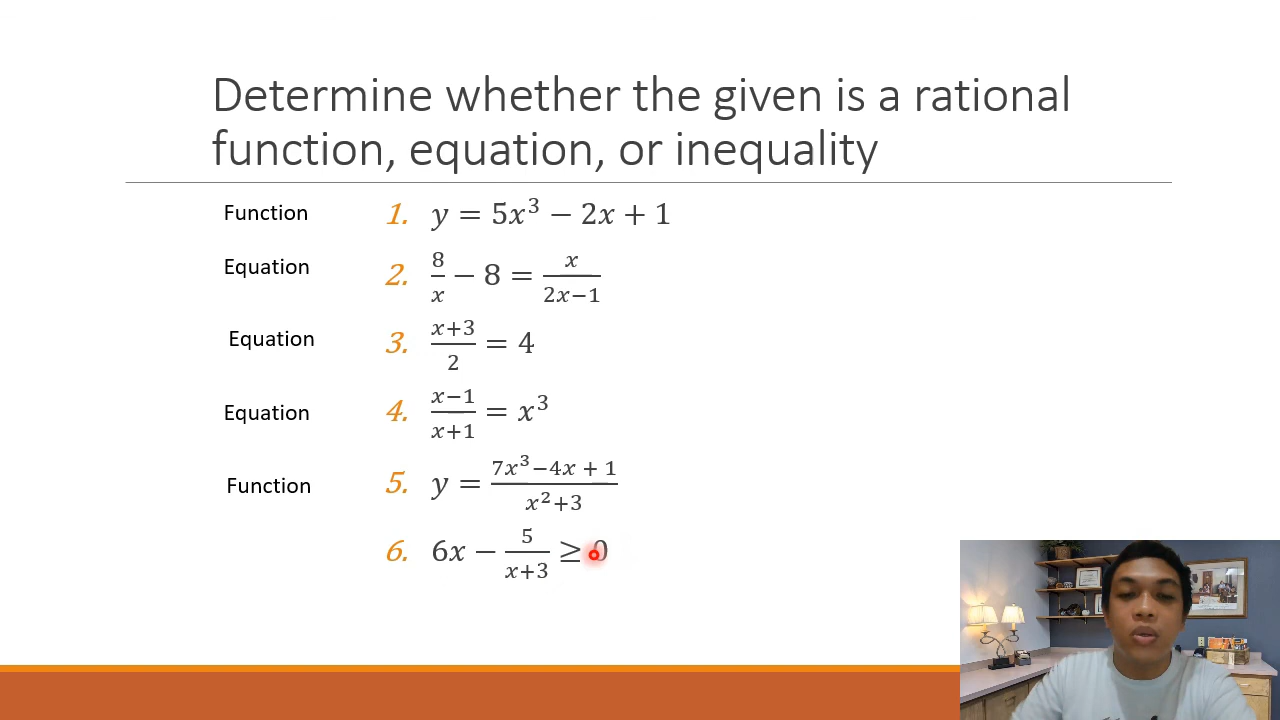 Determine whether the given is a rational
function, equation, or inequality
Function 1. y = 5x³ − 2x + 1
Equation 2. 8/x − 8 = x/(2x−1)
Equation 3. (x+3)/2 = 4
Equation 4. (x−1)/(x+1) = x³
Function 5. y = (7x³−4x + 1)/(x²+3)
6. 6x − 5/(x+3) ≥ 0